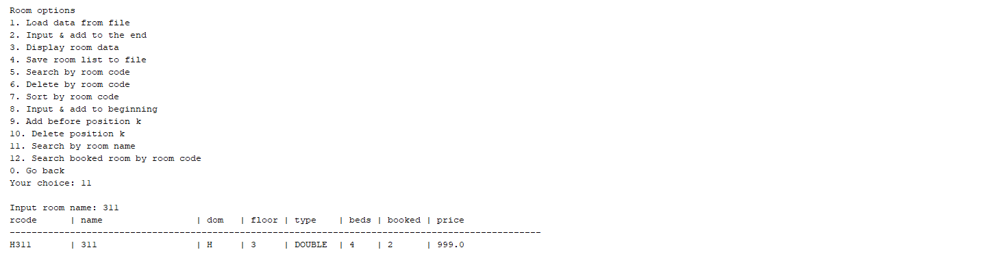 Room options
1. Load data from file
2. Input & add to the end
3. Display room data
4. Save room list to file
5. Search by room code
6. Delete by room code
7. Sort by room code
8. Input & add to beginning
9. Add before position k
10. Delete position k
11. Search by room name
12. Search booked room by room code
0. Go back
Your choice: 11
Input room name: 311
rcode | name | dom | floor | type | beds | booked | price
-------------------------------------------------------------------------------------------------
H311 | 311 | H | 3 | DOUBLE | 4 | 2 | 999.0